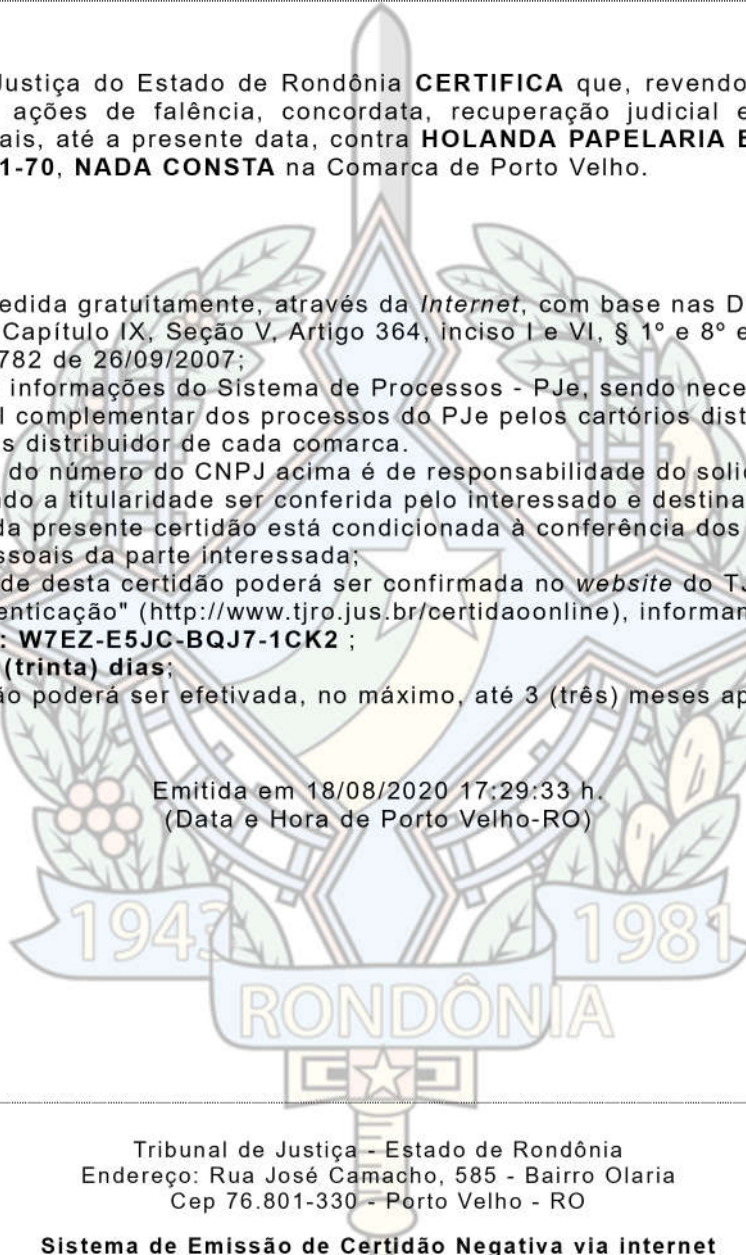 Justiça do Estado de Rondônia CERTIFICA que, revendo
ações de falência, concordata, recuperação judicial e
ais, até a presente data, contra HOLANDA PAPELARIA E
1-70, NADA CONSTA na Comarca de Porto Velho.
edida gratuitamente, através da Internet, com base nas D
Capítulo IX, Seção V, Artigo 364, inciso I e VI, § 1º e 8º e
782 de 26/09/2007;
informações do Sistema de Processos - PJe, sendo nece
l complementar dos processos do PJe pelos cartórios dist
s distribuidor de cada comarca.
do número do CNPJ acima é de responsabilidade do solic
ndo a titularidade ser conferida pelo interessado e destina
da presente certidão está condicionada à conferência dos
ssoais da parte interessada;
de desta certidão poderá ser confirmada no website do TJ
enticação" (http://www.tjro.jus.br/certidaoonline), informan
: W7EZ-E5JC-BQJ7-1CK2 ;
(trinta) dias;
ão poderá ser efetivada, no máximo, até 3 (três) meses ap
Emitida em 18/08/2020 17:29:33 h.
(Data e Hora de Porto Velho-RO)
1943 1981
RONDÔNIA
Tribunal de Justiça - Estado de Rondônia
Endereço: Rua José Camacho, 585 - Bairro Olaria
Cep 76.801-330 - Porto Velho - RO
Sistema de Emissão de Certidão Negativa via internet